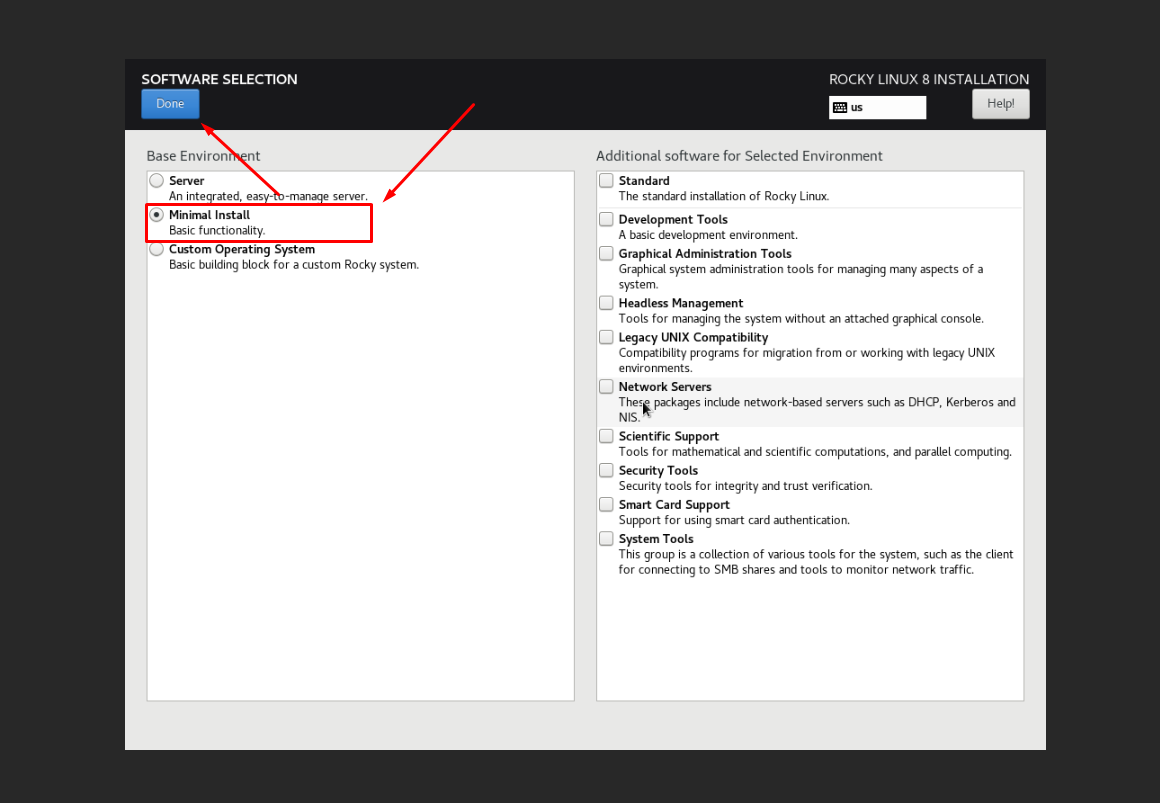 SOFTWARE SELECTION
ROCKY LINUX 8 INSTALLATION
Done
us
Help!
Base Environment
Server
An integrated, easy-to-manage server.
Minimal Install
Basic functionality.
Custom Operating System
Basic building block for a custom Rocky system.
Additional software for Selected Environment
Standard
The standard installation of Rocky Linux.
Development Tools
A basic development environment.
Graphical Administration Tools
Graphical system administration tools for managing many aspects of a
system.
Headless Management
Tools for managing the system without an attached graphical console.
Legacy UNIX Compatibility
Compatibility programs for migration from or working with legacy UNIX
environments.
Network Servers
These packages include network-based servers such as DHCP, Kerberos and
NIS.
Scientific Support
Tools for mathematical and scientific computations, and parallel computing.
Security Tools
Security tools for integrity and trust verification.
Smart Card Support
Support for using smart card authentication.
System Tools
This group is a collection of various tools for the system, such as the client
for connecting to SMB shares and tools to monitor network traffic.